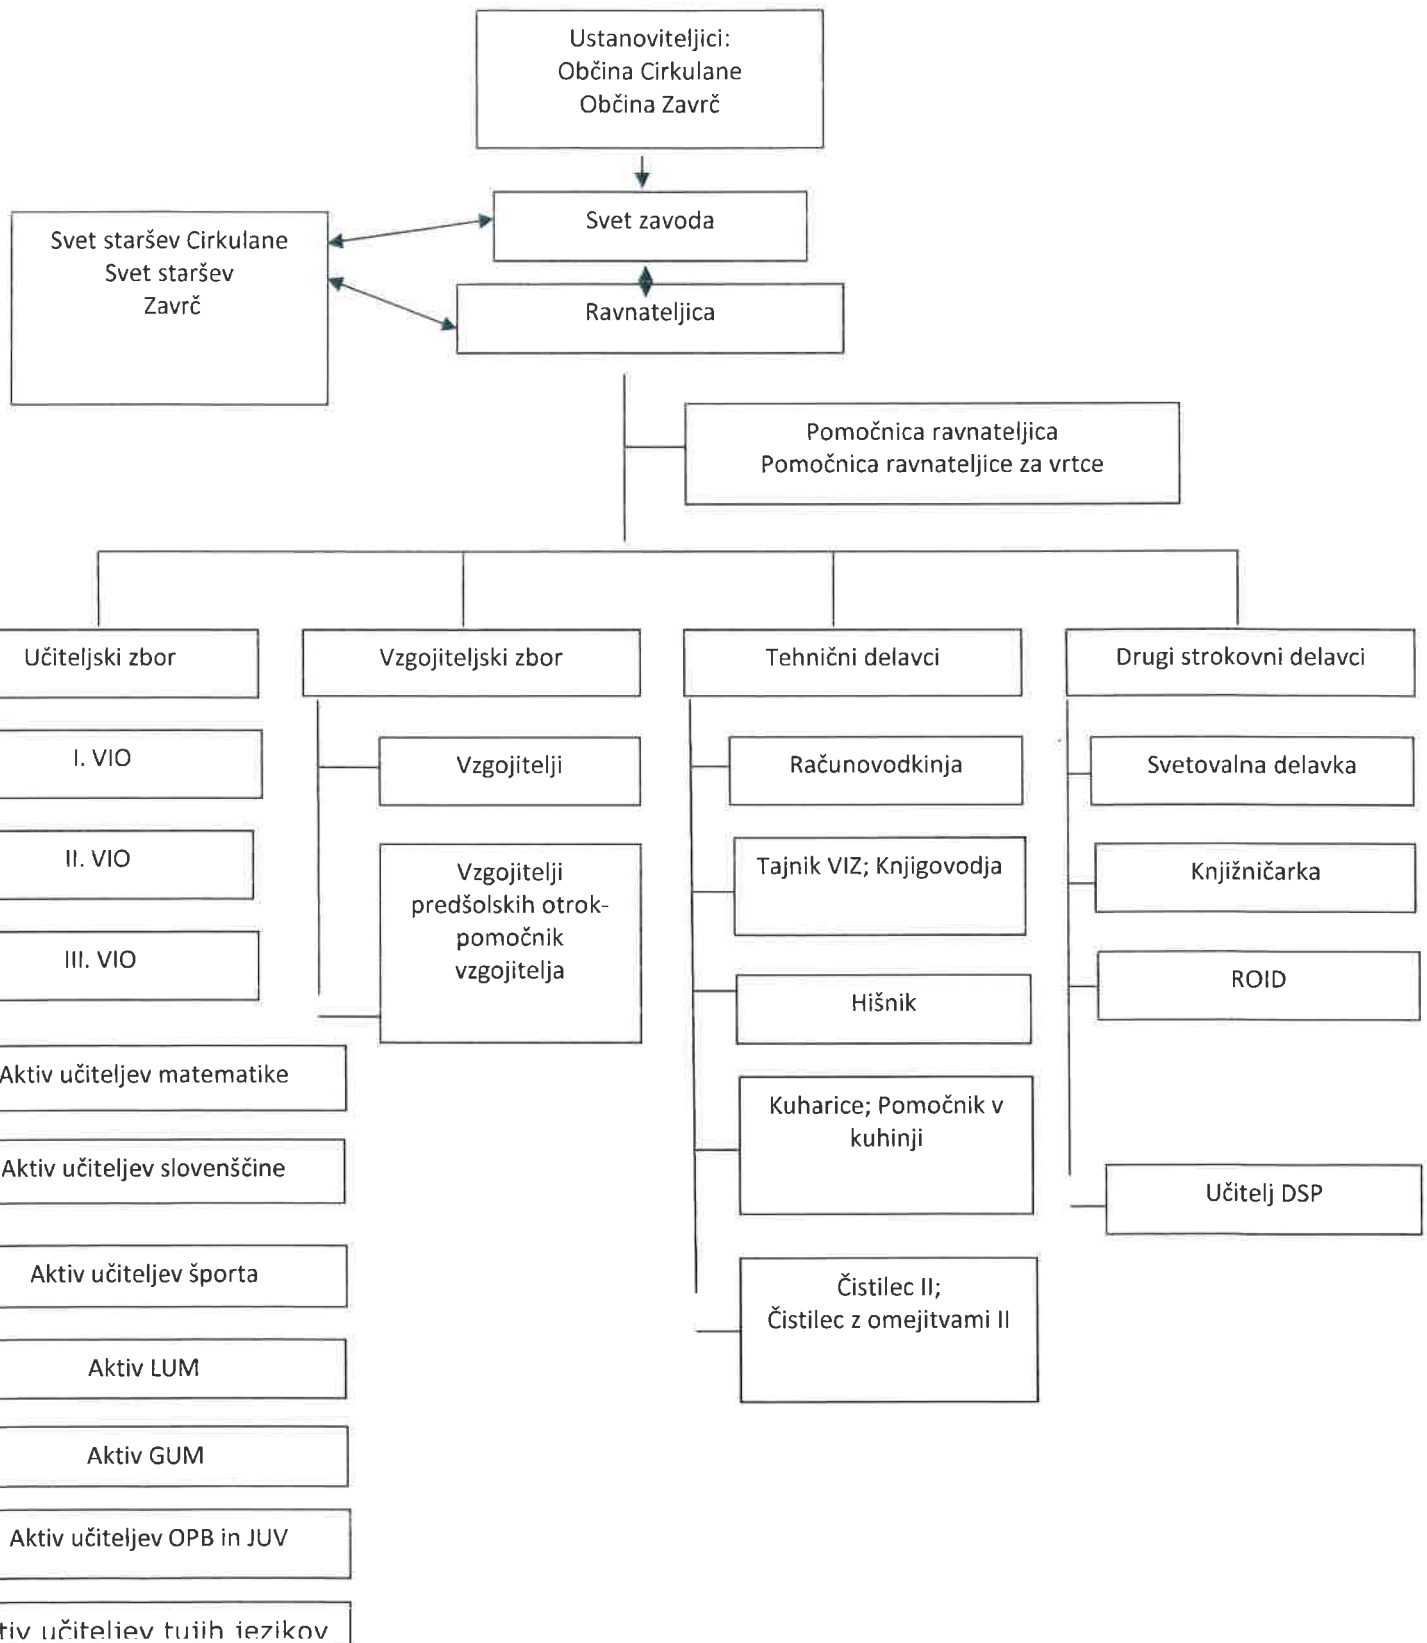 Ustanoviteljici:
Občina Cirkulane
Občina Zavrč
Svet zavoda
Svet staršev Cirkulane
Svet staršev
Zavrč
Ravnateljica
Pomočnica ravnateljica
Pomočnica ravnateljice za vrtce
Učiteljski zbor
I. VIO
II. VIO
III. VIO
Aktiv učiteljev matematike
Aktiv učiteljev slovenščine
Aktiv učiteljev športa
Aktiv LUM
Aktiv GUM
Aktiv učiteljev OPB in JUV
učiteljev tujih jezikov
Vzgojiteljski zbor
Vzgojitelji
Vzgojitelji
predšolskih otrok-
pomočnik
vzgojitelja
Tehnični delavci
Računovodkinja
Tajnik VIZ; Knjigovodja
Hišnik
Kuharice; Pomočnik v
kuhinji
Čistilec II;
Čistilec z omejitvami II
Drugi strokovni delavci
Svetovalna delavka
Knjižničarka
ROID
Učitelj DSP